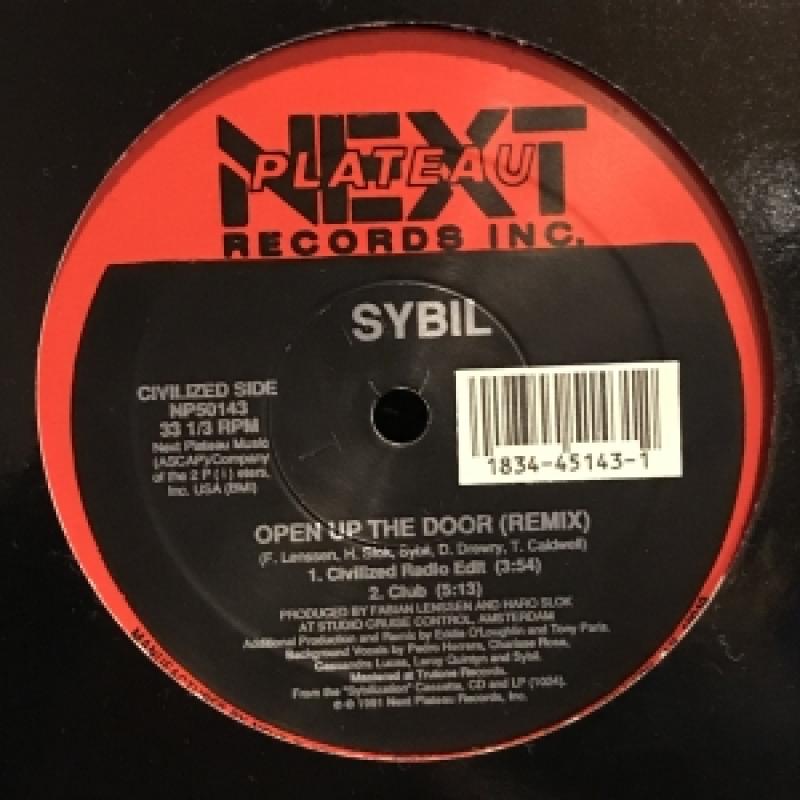 NEXT
PLATEAU
RECORDS INC.
SYBIL
CIVILIZED SIDE
NP50143
33 1/3 RPM
Next Plateau Music
(ASCAP)/Company
of the 2 P ( i ) eters,
Inc. USA (BMI)
1834-45143-1
OPEN UP THE DOOR (REMIX)
(F. Lenssen, H. Slok, Sybil, D. Drewry, T. Caldwell)
1. Civilized Radio Edit (3:54)
2. Club (5:13)
PRODUCED BY FABIAN LENSSEN AND HARO SLOK
AT STUDIO CRUISE CONTROL, AMSTERDAM
Additional Production and Remix by Eddie O'Loughlin and Tony Paris.
Background Vocals by Pedro Herrera, Charisse Rose,
Cassandra Lucas, Leroy Quintyn and Sybil.
Mastered at Trutone Records.
From the "Sybilization" Cassette, CD and LP (1024).
℗ © 1991 Next Plateau Records, Inc.